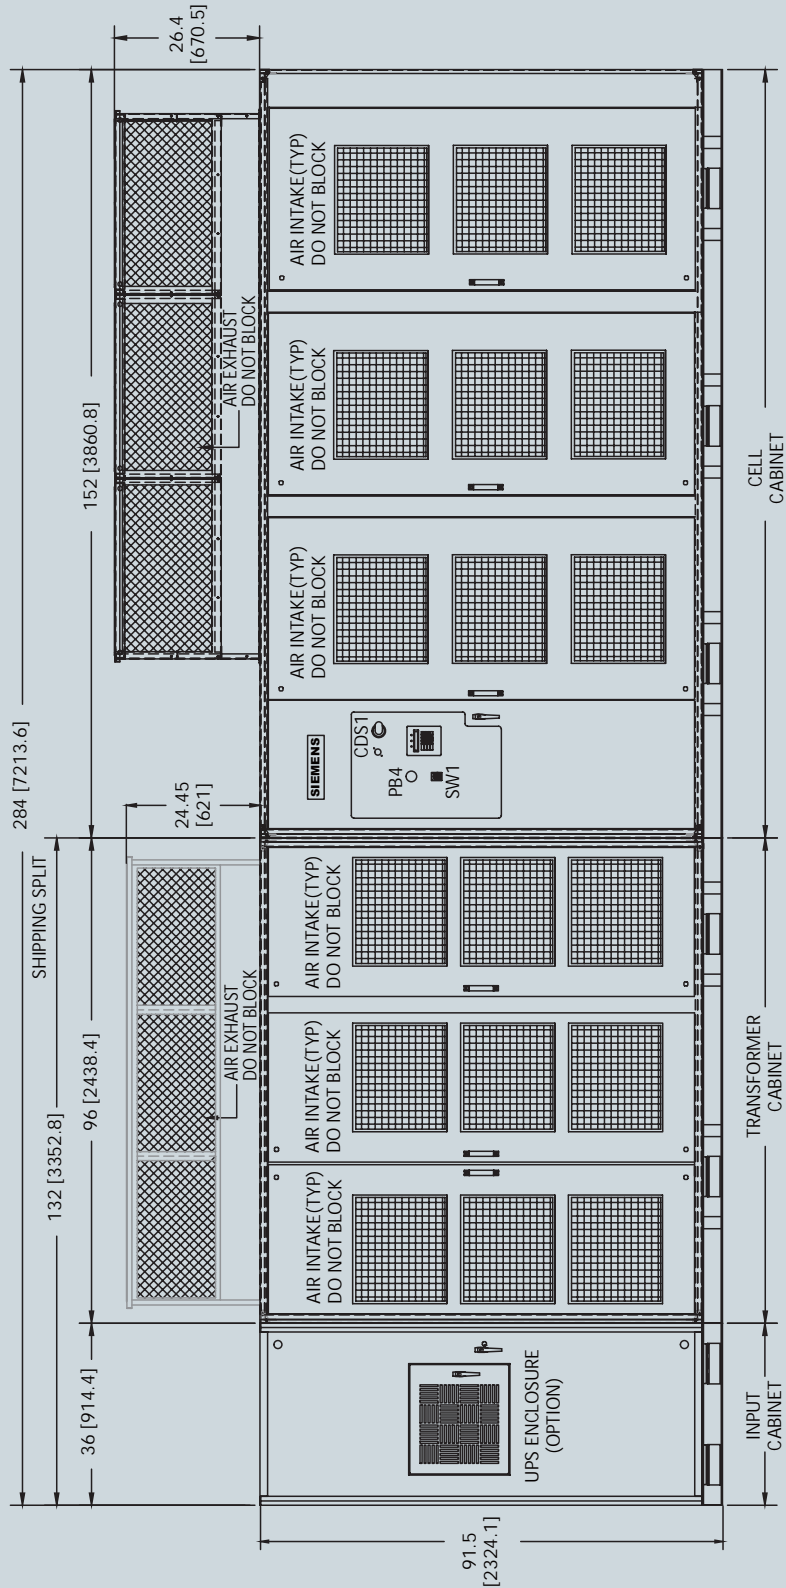 284 [7213.6]
SHIPPING SPLIT
132 [3352.8]
152 [3860.8]
36 [914.4]
96 [2438.4]
24.45
[621]
26.4
[670.5]
AIR EXHAUST
DO NOT BLOCK
AIR EXHAUST
DO NOT BLOCK
91.5
[2324.1]
UPS ENCLOSURE
(OPTION)
AIR INTAKE(TYP)
DO NOT BLOCK
AIR INTAKE(TYP)
DO NOT BLOCK
AIR INTAKE(TYP)
DO NOT BLOCK
SIEMENS
CDS1
PB4
SW1
AIR INTAKE(TYP)
DO NOT BLOCK
AIR INTAKE(TYP)
DO NOT BLOCK
AIR INTAKE(TYP)
DO NOT BLOCK
INPUT
CABINET
TRANSFORMER
CABINET
CELL
CABINET